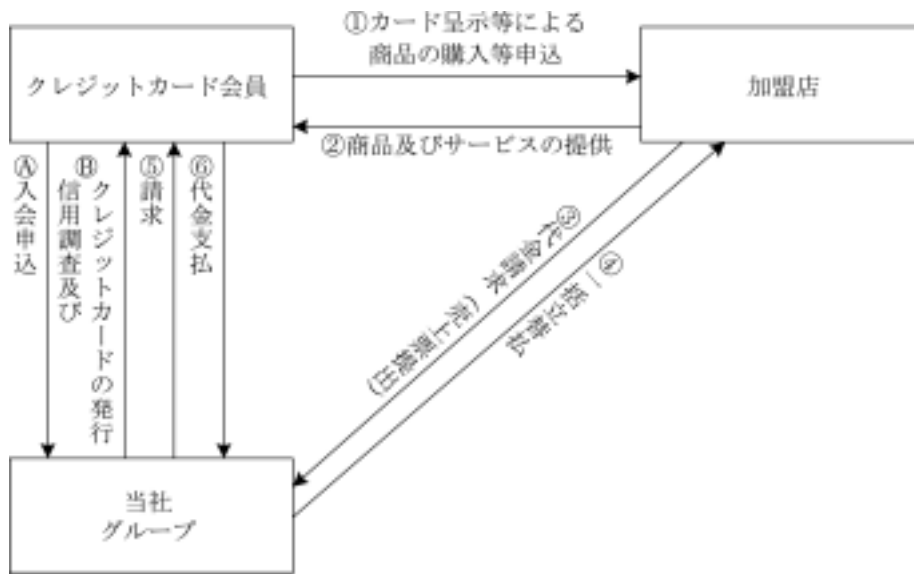 ①カード呈示等による
商品の購入等申込
クレジットカード会員
加盟店
②商品及びサービスの提供
Ⓐ入会申込
Ⓑクレジットカードの発行
信用調査及び
⑤請求
⑥代金支払
③代金請求(売上票提出)
④一括立替払
当社
グループ